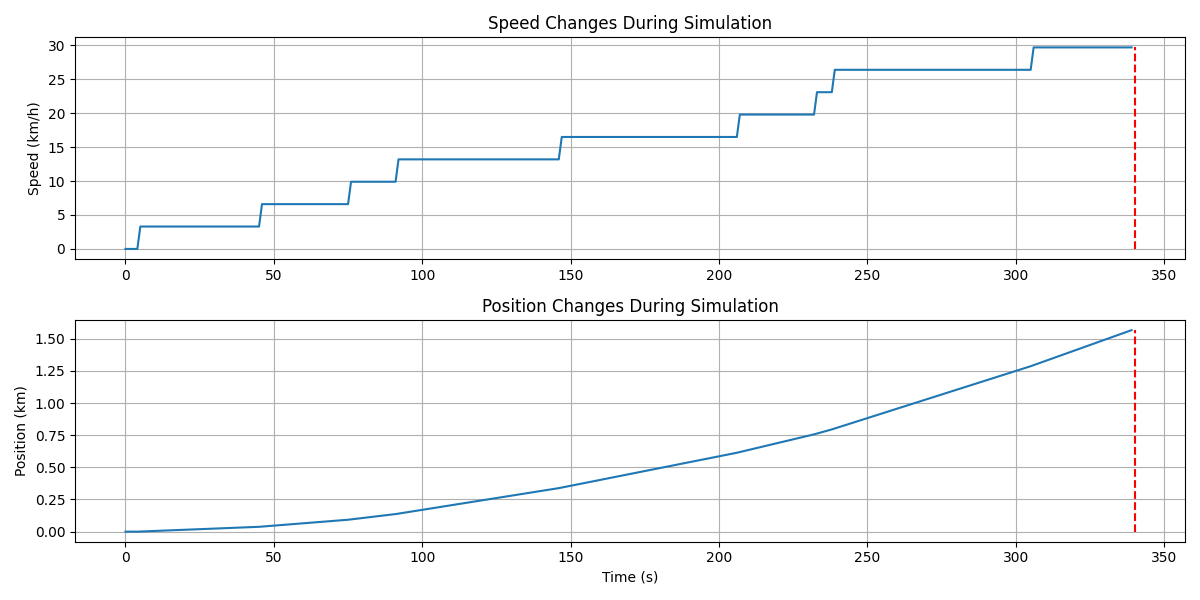 Speed Changes During Simulation
Speed (km/h)
30
25
20
15
10
5
0
0 50 100 150 200 250 300 350
Position Changes During Simulation
Position (km)
1.50
1.25
1.00
0.75
0.50
0.25
0.00
0 50 100 150 200 250 300 350
Time (s)